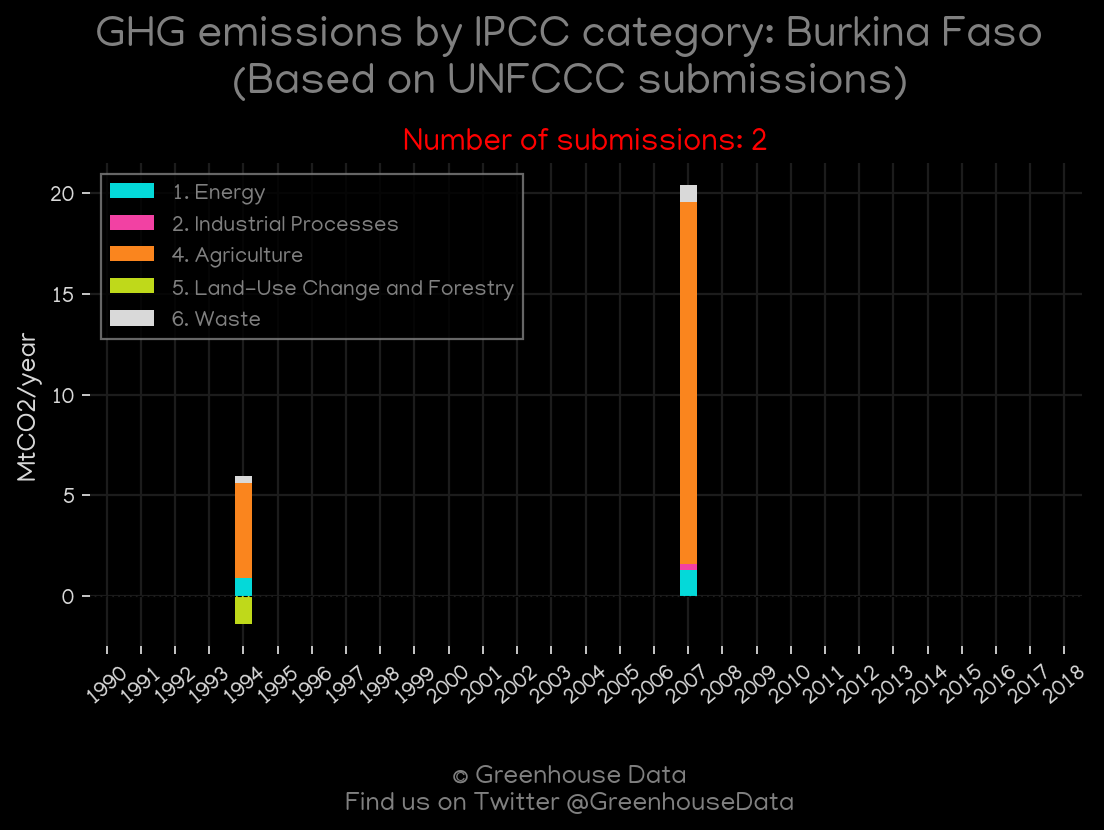 GHG emissions by IPCC category: Burkina Faso
(Based on UNFCCC submissions)
Number of submissions: 2
1. Energy
2. Industrial Processes
4. Agriculture
5. Land-Use Change and Forestry
6. Waste
MtCO2/year
20
15
10
5
0
1990 1991 1992 1993 1994 1995 1996 1997 1998 1999 2000 2001 2002 2003 2004 2005 2006 2007 2008 2009 2010 2011 2012 2013 2014 2015 2016 2017 2018
© Greenhouse Data
Find us on Twitter @GreenhouseData